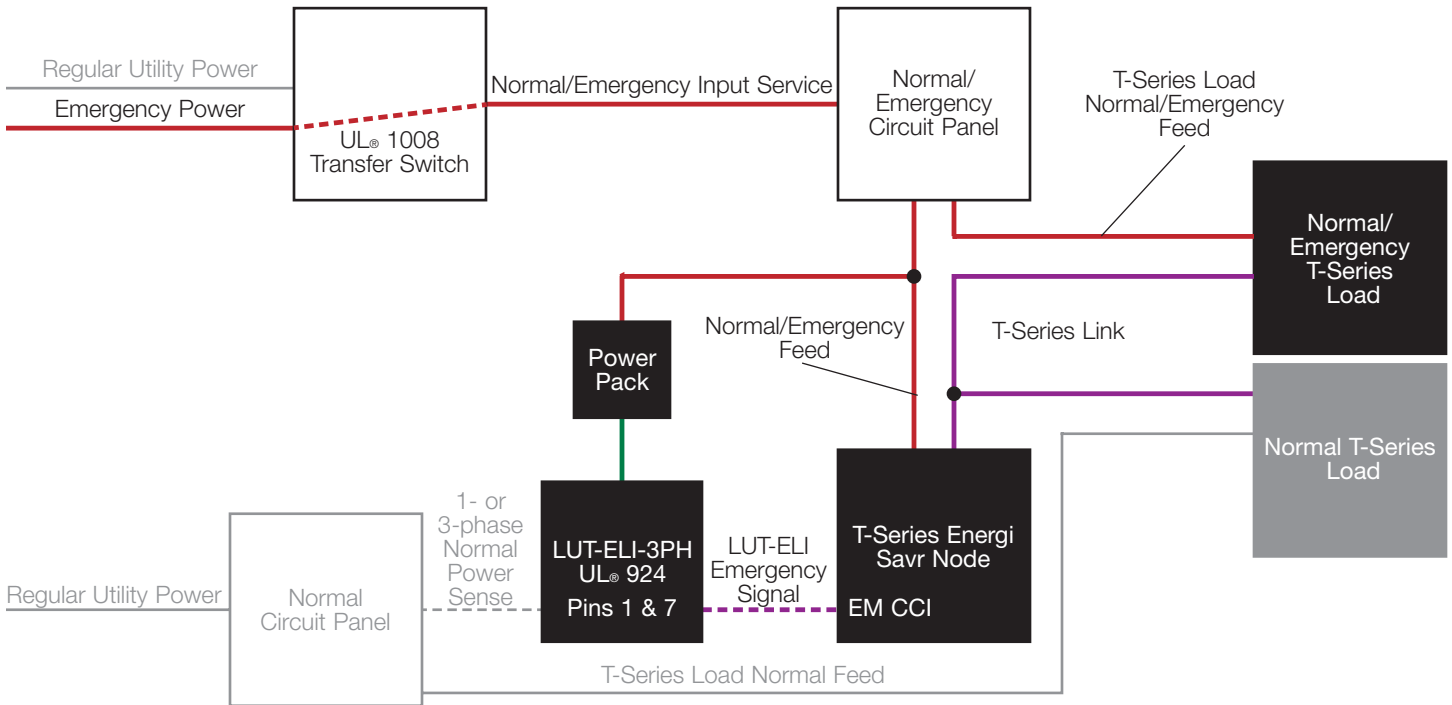 Regular Utility Power
Emergency Power
UL® 1008
Transfer Switch
Normal/Emergency Input Service
Normal/
Emergency
Circuit Panel
T-Series Load
Normal/Emergency
Feed
Normal/
Emergency
T-Series
Load
Power
Pack
Normal/Emergency
Feed
T-Series Link
Normal T-Series
Load
Regular Utility Power
Normal
Circuit Panel
1- or
3-phase
Normal
Power
Sense
LUT-ELI-3PH
UL® 924
Pins 1 & 7
LUT-ELI
Emergency
Signal
T-Series Energi
Savr Node
EM CCI
T-Series Load Normal Feed